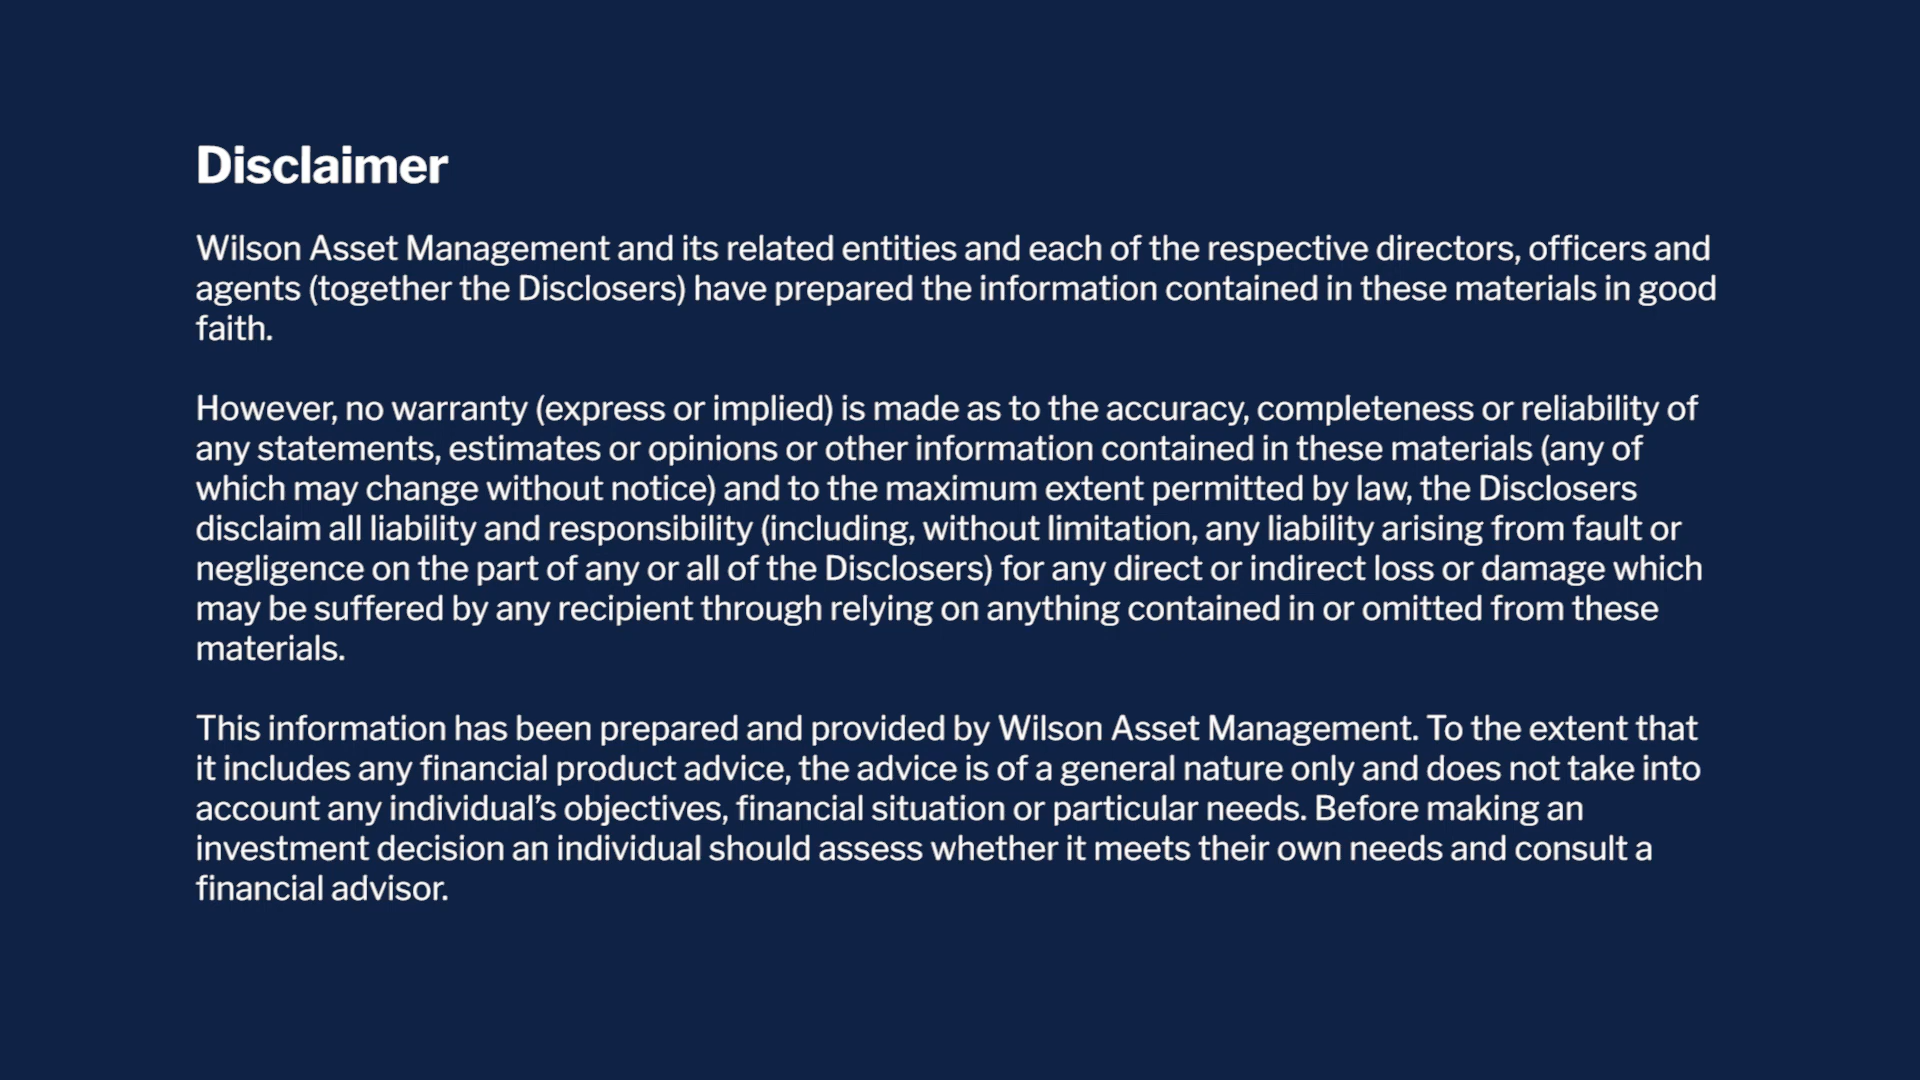 Disclaimer
Wilson Asset Management and its related entities and each of the respective directors, officers and
agents (together the Disclosers) have prepared the information contained in these materials in good
faith.
However, no warranty (express or implied) is made as to the accuracy, completeness or reliability of
any statements, estimates or opinions or other information contained in these materials (any of
which may change without notice) and to the maximum extent permitted by law, the Disclosers
disclaim all liability and responsibility (including, without limitation, any liability arising from fault or
negligence on the part of any or all of the Disclosers) for any direct or indirect loss or damage which
may be suffered by any recipient through relying on anything contained in or omitted from these
materials.
This information has been prepared and provided by Wilson Asset Management. To the extent that
it includes any financial product advice, the advice is of a general nature only and does not take into
account any individual’s objectives, financial situation or particular needs. Before making an
investment decision an individual should assess whether it meets their own needs and consult a
financial advisor.